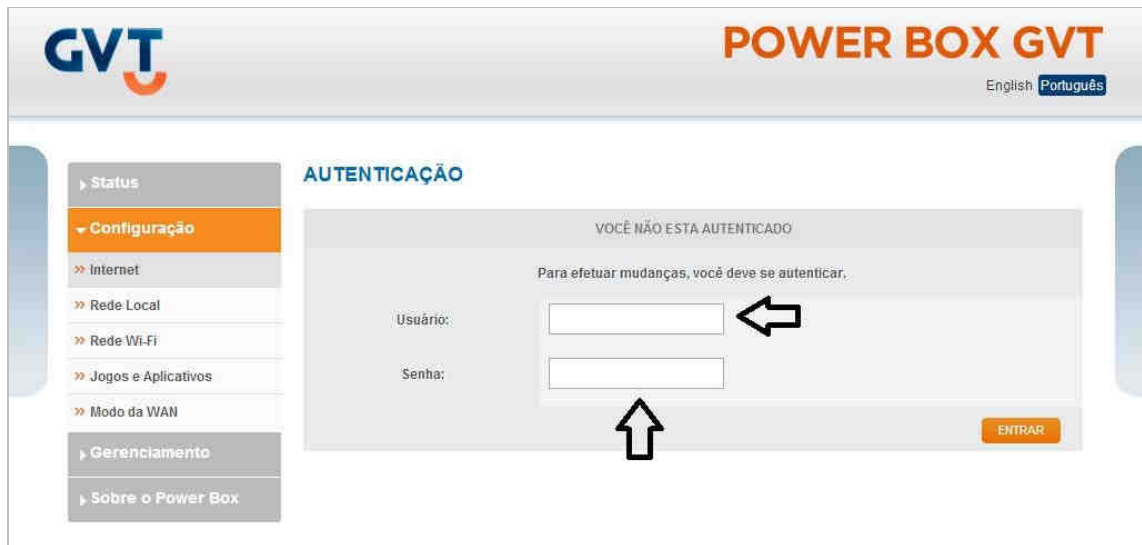 GVT
POWER BOX GVT
English Português
Status
Configuração
Internet
Rede Local
Rede Wi-Fi
Jogos e Aplicativos
Modo da WAN
Gerenciamento
Sobre o Power Box
AUTENTICAÇÃO
VOCÊ NÃO ESTA AUTENTICADO
Para efetuar mudanças, você deve se autenticar.
Usuário:
Senha:
ENTRAR